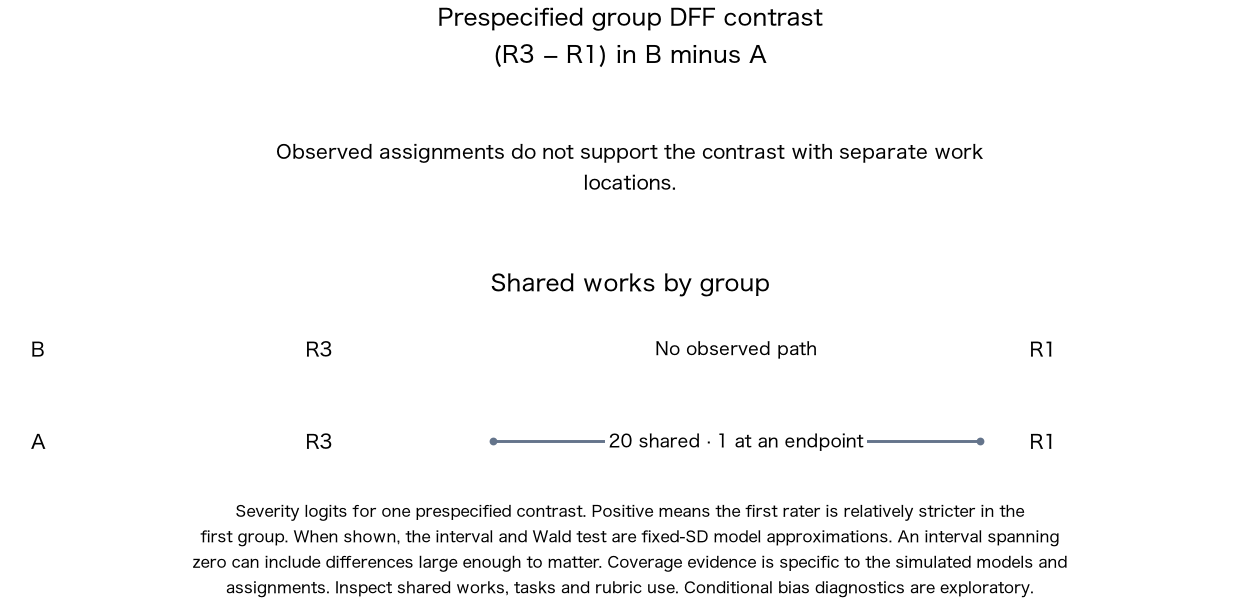 Prespecified group DFF contrast
(R3 − R1) in B minus A
Observed assignments do not support the contrast with separate work
locations.
Shared works by group
B R3 No observed path R1
A R3 20 shared · 1 at an endpoint R1
Severity logits for one prespecified contrast. Positive means the first rater is relatively stricter in the
first group. When shown, the interval and Wald test are fixed-SD model approximations. An interval spanning
zero can include differences large enough to matter. Coverage evidence is specific to the simulated models and
assignments. Inspect shared works, tasks and rubric use. Conditional bias diagnostics are exploratory.